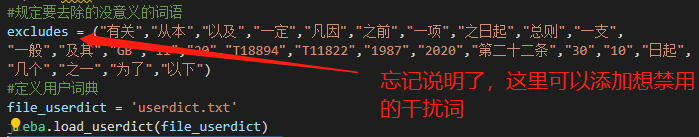 #规定要去除的没意义的词语
excludes = ("有关","从本","以及","一定","凡因","之前","一项","之日起","总则","一支",
"一般","及其","GB","11","20","T18894","T11822","1987","2020","第二十二条","30","10","日起",
"几个","之一","为了","以下")
忘记说明了,这里可以添加想禁用
的干扰词
#定义用户词典
file_userdict = 'userdict.txt'
eba.load_userdict(file_userdict)